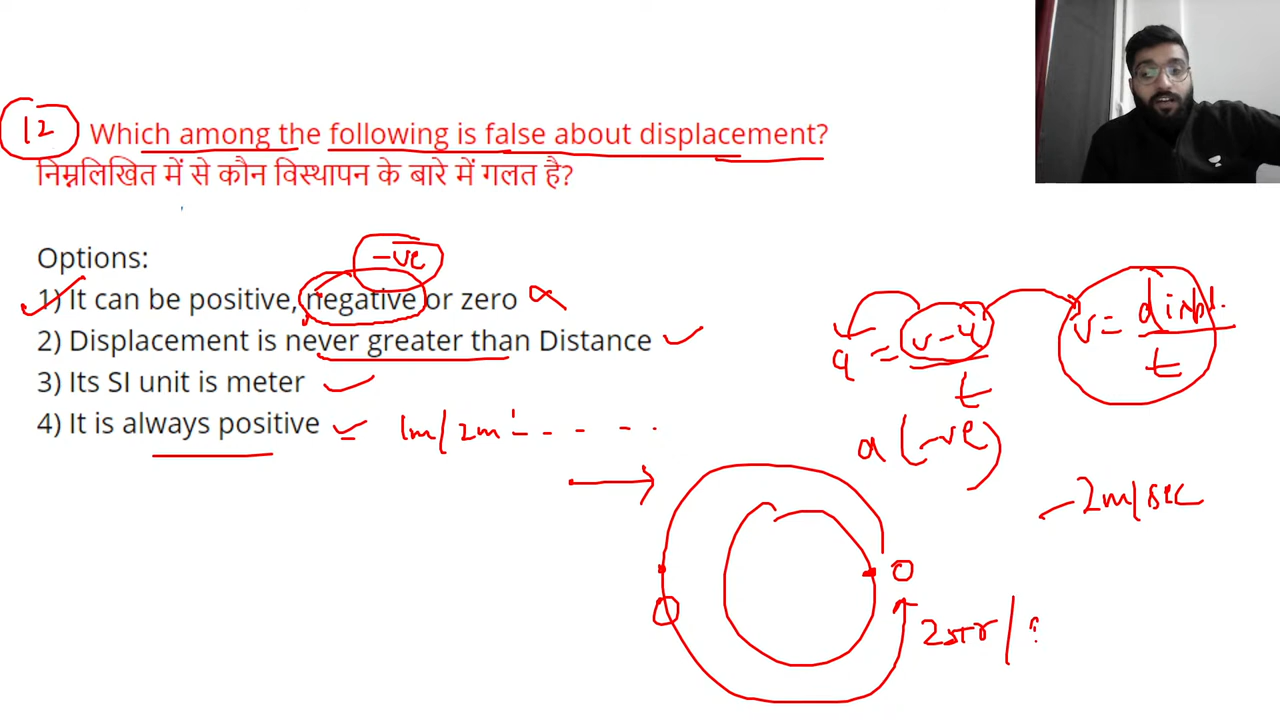 12 Which among the following is false about displacement?
निम्नलिखित में से कौन विस्थापन के बारे में गलत है?
Options:
-ve
1) It can be positive, negative or zero
2) Displacement is never greater than Distance
3) Its SI unit is meter
4) It is always positive
1m/2m
a = v-u
t
v = displ.
t
a (-ve)
-2m/sec
0
2πr/?